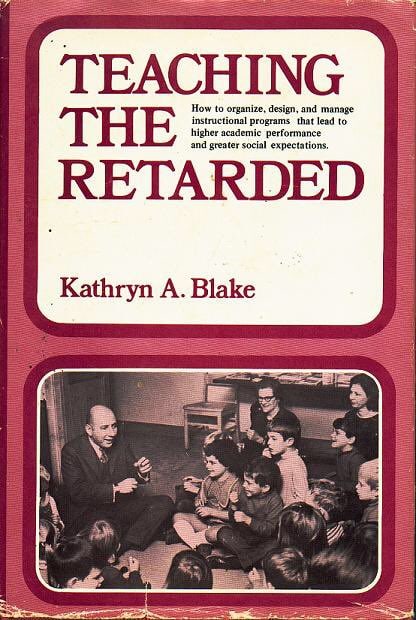 TEACHING
THE
How to organize, design, and manage
instructional programs that lead to
higher academic performance
and greater social expectations.
RETARDED
Kathryn A. Blake